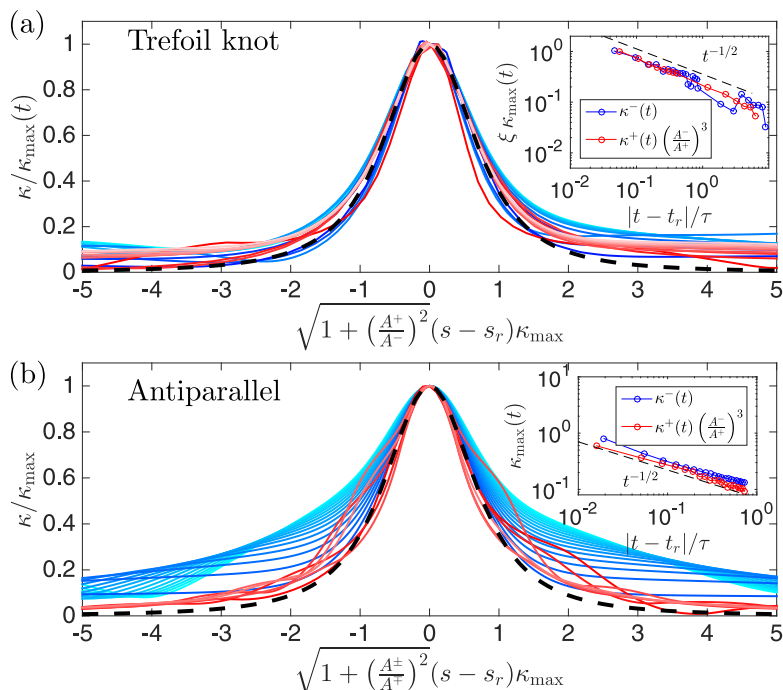 (a)
Trefoil knot
κ/κmax(t)
1
0.8
0.6
0.4
0.2
0
-5 -4 -3 -2 -1 0 1 2 3 4 5
√1 + (A⁺/A⁻)² (s − sᵣ)κmax
ξ κmax(t)
10⁰
10⁻¹
10⁻²
t⁻¹/²
κ⁻(t)
κ⁺(t) (A⁻/A⁺)³
10⁻² 10⁻¹ 10⁰
|t − tᵣ|/τ
(b)
Antiparallel
κ/κmax
1
0.8
0.6
0.4
0.2
0
-5 -4 -3 -2 -1 0 1 2 3 4 5
√1 + (A±/A∓)² (s − sᵣ)κmax
κmax(t)
10¹
10⁰
10⁻¹
κ⁻(t)
κ⁺(t) (A⁻/A⁺)³
t⁻¹/²
10⁻² 10⁻¹ 10⁰
|t − tᵣ|/τ